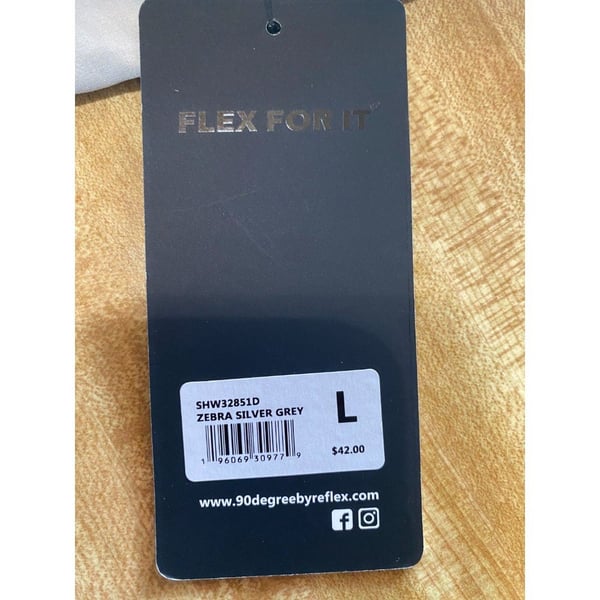 FLEX FOR IT
SHW32851D
ZEBRA SILVER GREY
L
1 96069 30977 9
$42.00
www.90degreebyreflex.com